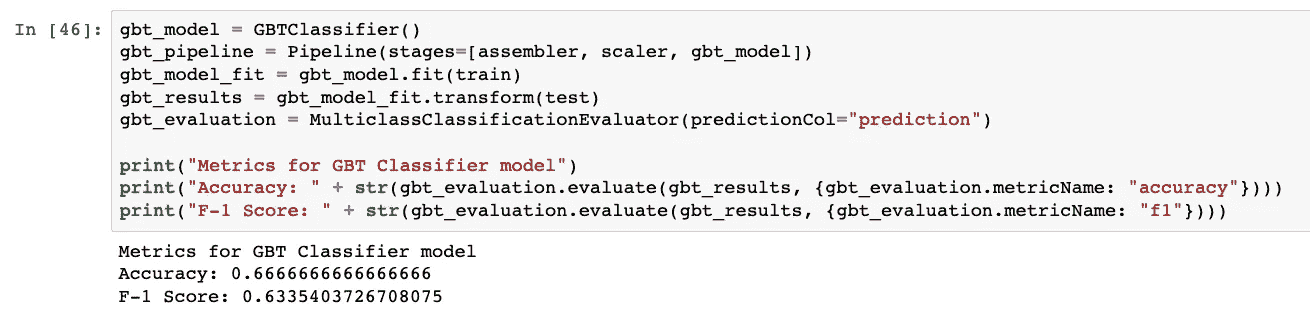 In [46]: gbt_model = GBTClassifier()
gbt_pipeline = Pipeline(stages=[assembler, scaler, gbt_model])
gbt_model_fit = gbt_model.fit(train)
gbt_results = gbt_model_fit.transform(test)
gbt_evaluation = MulticlassClassificationEvaluator(predictionCol="prediction")
print("Metrics for GBT Classifier model")
print("Accuracy: " + str(gbt_evaluation.evaluate(gbt_results, {gbt_evaluation.metricName: "accuracy"})))
print("F-1 Score: " + str(gbt_evaluation.evaluate(gbt_results, {gbt_evaluation.metricName: "f1"})))
Metrics for GBT Classifier model
Accuracy: 0.6666666666666666
F-1 Score: 0.6335403726708075